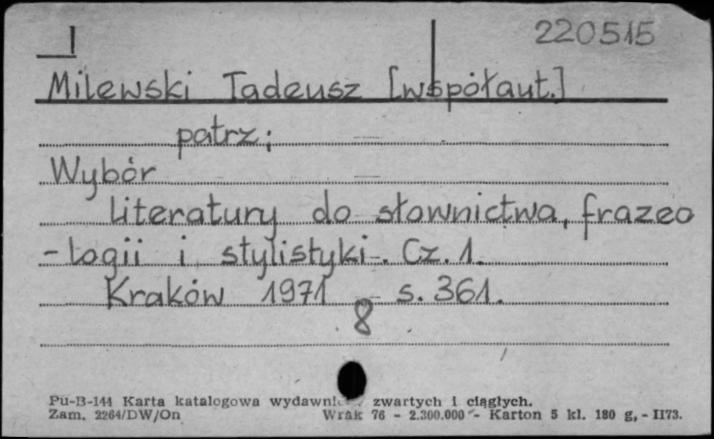 I
220515
Milewski Tadeusz [współaut.]
patrz:
Wybór
literatury do słownictwa, frazeo
-logii i stylistyki. Cz. 1.
Kraków 1971 - s. 361.
8
Pu-B-144 Karta katalogowa zwartych i ciągłych.
Zam. 2264/DW/On Wrak 76 - 2.300.000 - Karton 5 kl. 180 g, - II73.